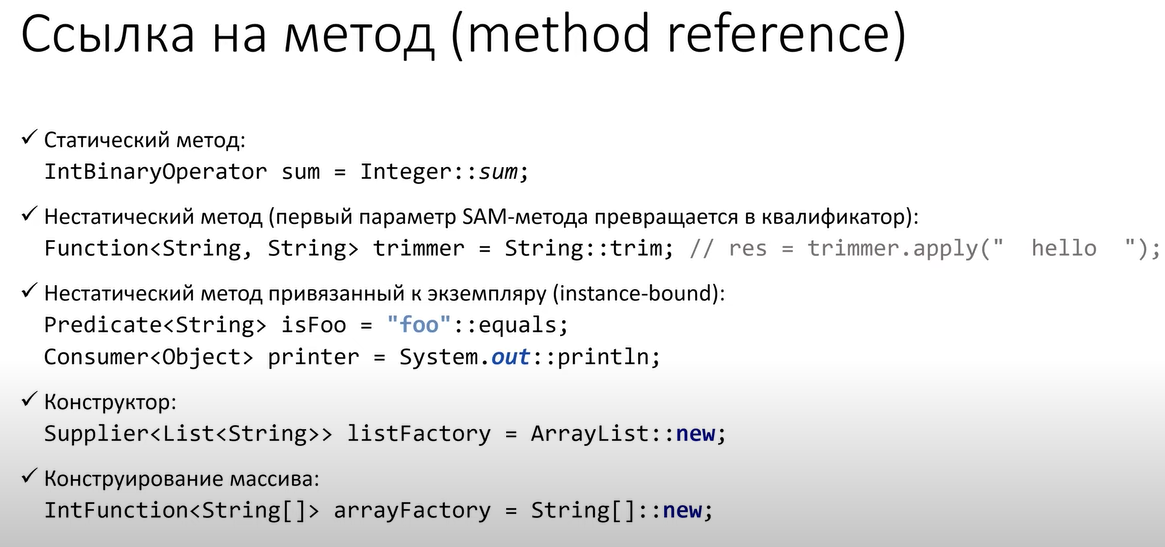 Ссылка на метод (method reference)
✓ Статический метод:
IntBinaryOperator sum = Integer::sum;
✓ Нестатический метод (первый параметр SAM-метода превращается в квалификатор):
Function<String, String> trimmer = String::trim; // res = trimmer.apply("  hello  ");
✓ Нестатический метод привязанный к экземпляру (instance-bound):
Predicate<String> isFoo = "foo"::equals;
Consumer<Object> printer = System.out::println;
✓ Конструктор:
Supplier<List<String>> listFactory = ArrayList::new;
✓ Конструирование массива:
IntFunction<String[]> arrayFactory = String[]::new;